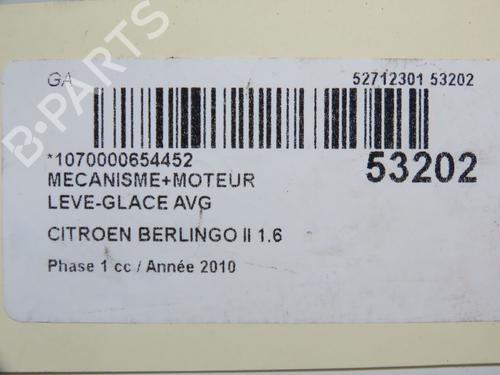 GA 52712301 53202
*1070000654452 53202
MECANISME+MOTEUR
LEVE-GLACE AVG
CITROEN BERLINGO II 1.6
Phase 1 cc / Année 2010
B-PARTS